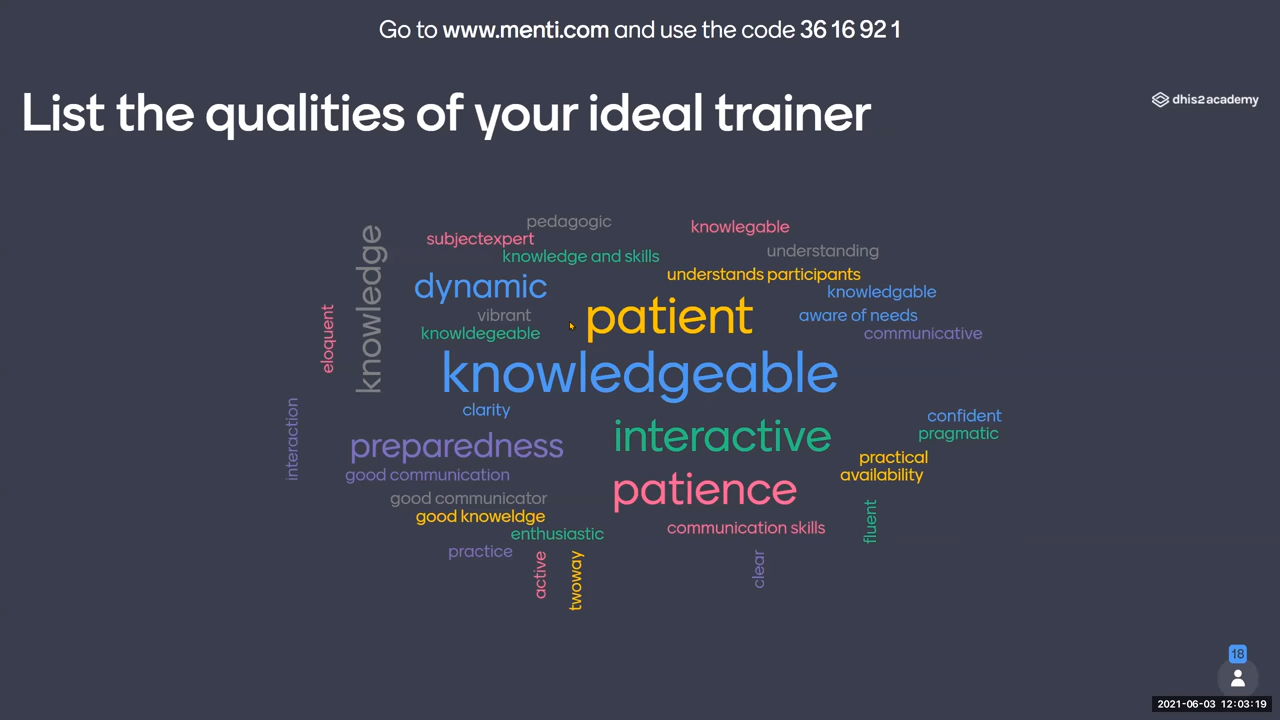 Go to www.menti.com and use the code 36 16 92 1
List the qualities of your ideal trainer
dhis2 academy
pedagogic
knowlegable
subjectexpert
understanding
knowledge and skills
understands participants
dynamic
knowledgable
vibrant
patient
aware of needs
knowldegeable
communicative
eloquent
knowledge
knowledgeable
clarity
confident
interaction
preparedness
interactive
pragmatic
practical
good communication
availability
good communicator
patience
good knoweldge
communication skills
fluent
enthusiastic
practice
active
twoway
clear
18
2021-06-03 12:03:19